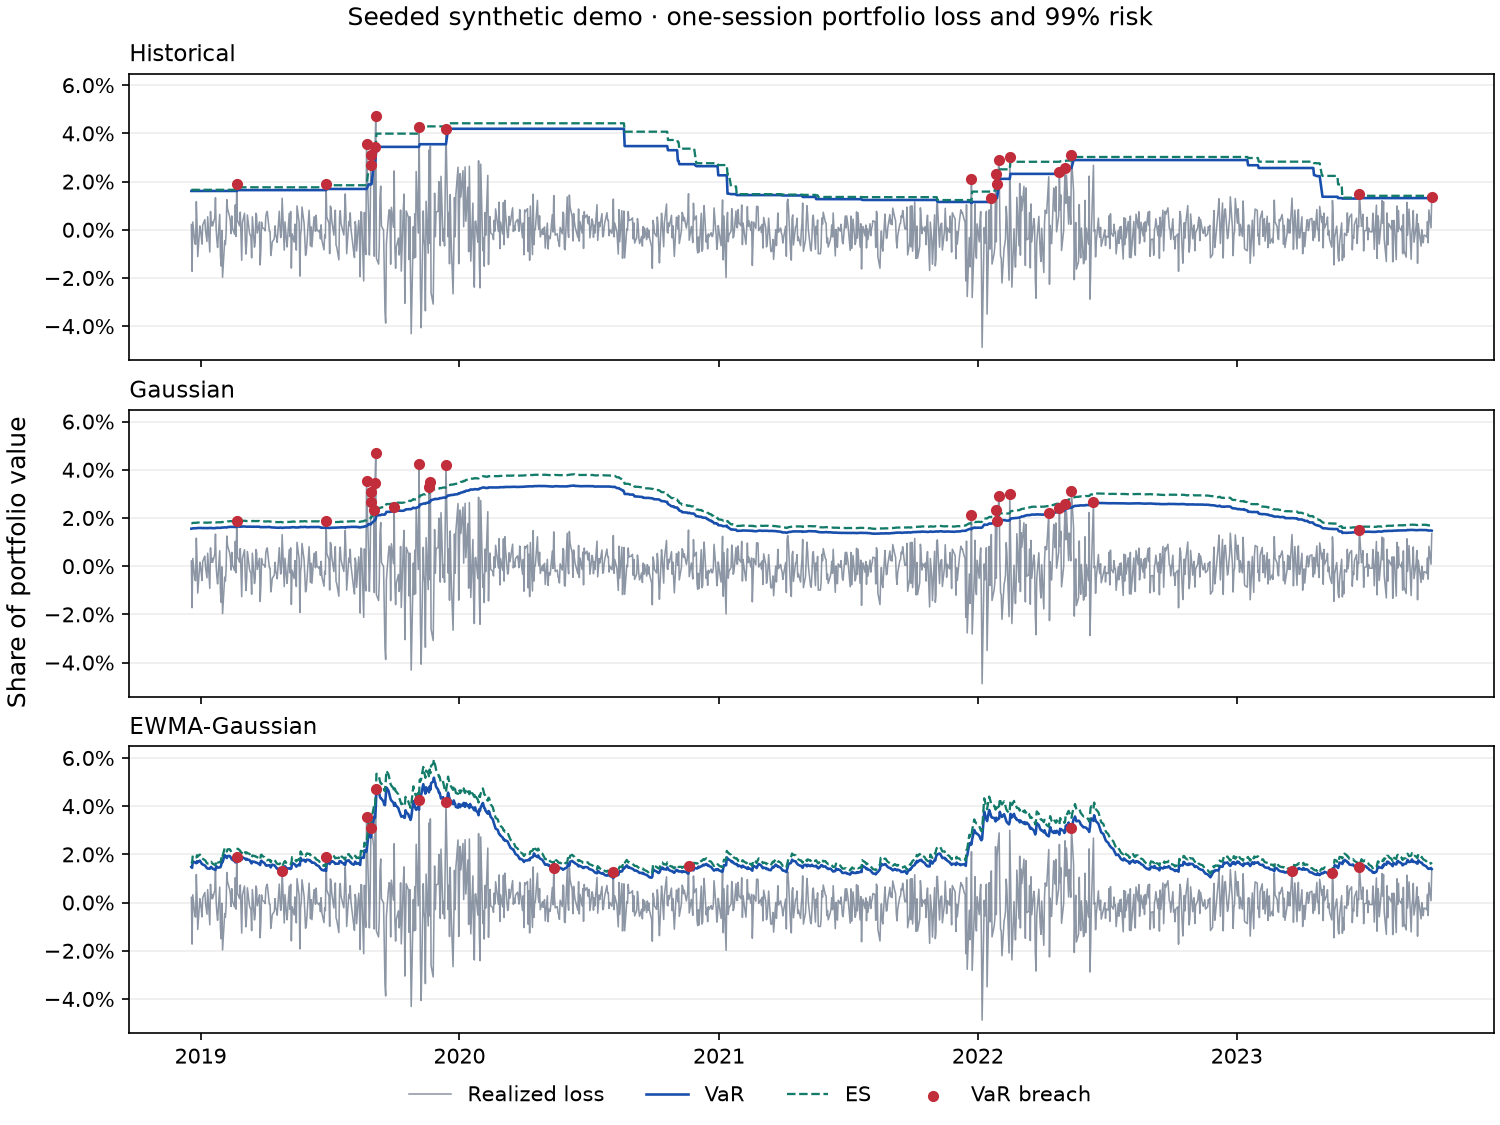 Seeded synthetic demo · one-session portfolio loss and 99% risk
Historical
6.0%
4.0%
2.0%
0.0%
−2.0%
−4.0%
Gaussian
6.0%
4.0%
2.0%
0.0%
−2.0%
−4.0%
Share of portfolio value
EWMA-Gaussian
6.0%
4.0%
2.0%
0.0%
−2.0%
−4.0%
2019 2020 2021 2022 2023
Realized loss VaR ES VaR breach